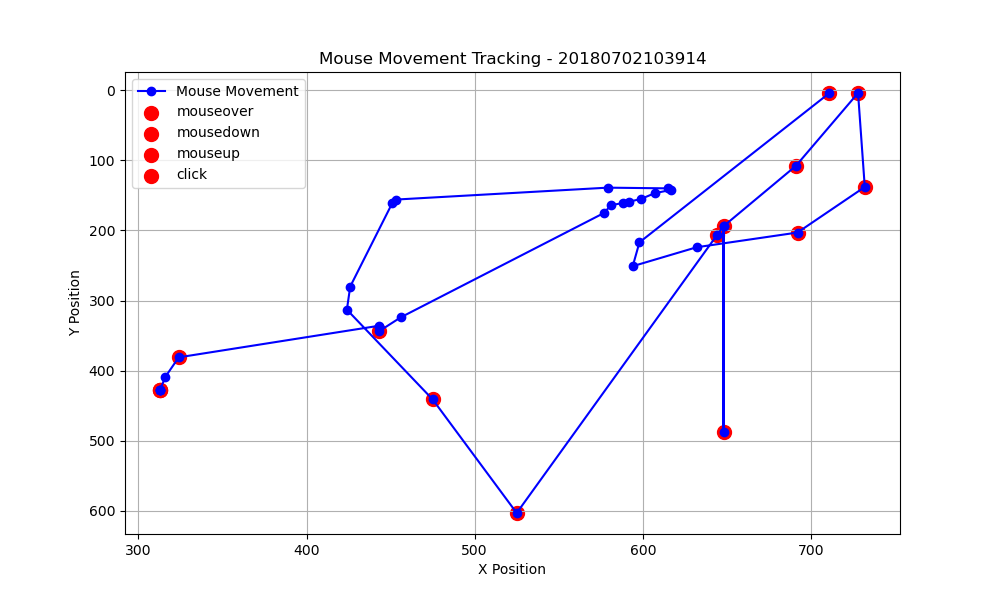 Mouse Movement Tracking - 20180702103914
Mouse Movement
mouseover
mousedown
mouseup
click
0
100
200
300
400
500
600
Y Position
300
400
500
600
700
X Position